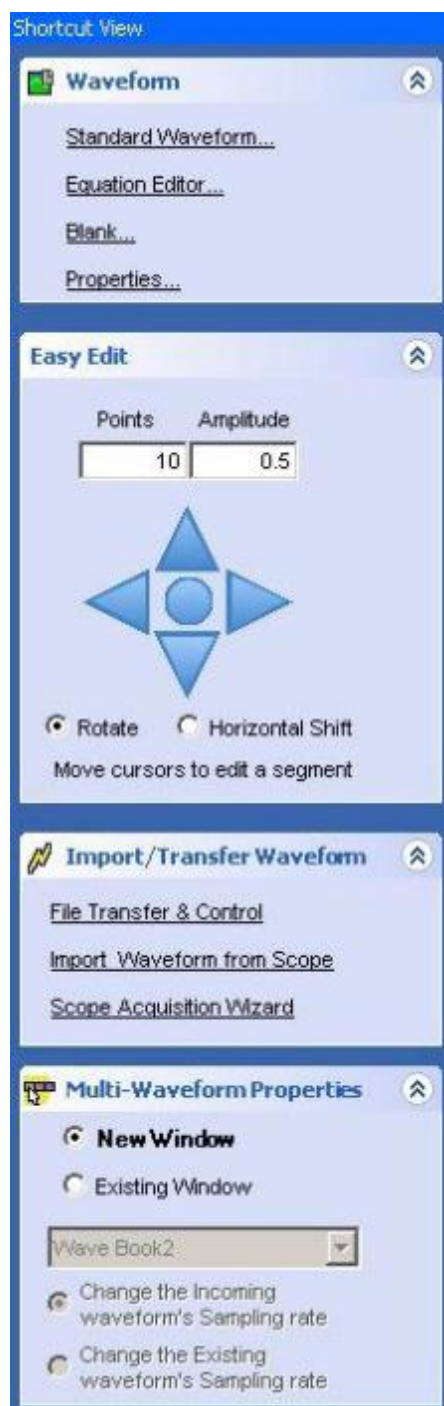 Shortcut View
Waveform
Standard Waveform...
Equation Editor...
Blank...
Properties...
Easy Edit
Points Amplitude
10 0.5
Rotate Horizontal Shift
Move cursors to edit a segment
Import/Transfer Waveform
File Transfer & Control
Import Waveform from Scope
Scope Acquisition Wizard
Multi-Waveform Properties
New Window
Existing Window
Wave Book2
Change the Incoming
waveform's Sampling rate
Change the Existing
waveform's Sampling rate